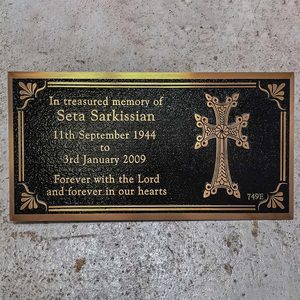 In treasured memory of
Seta Sarkissian
11th September 1944
to
3rd January 2009
Forever with the Lord
and forever in our hearts
749E